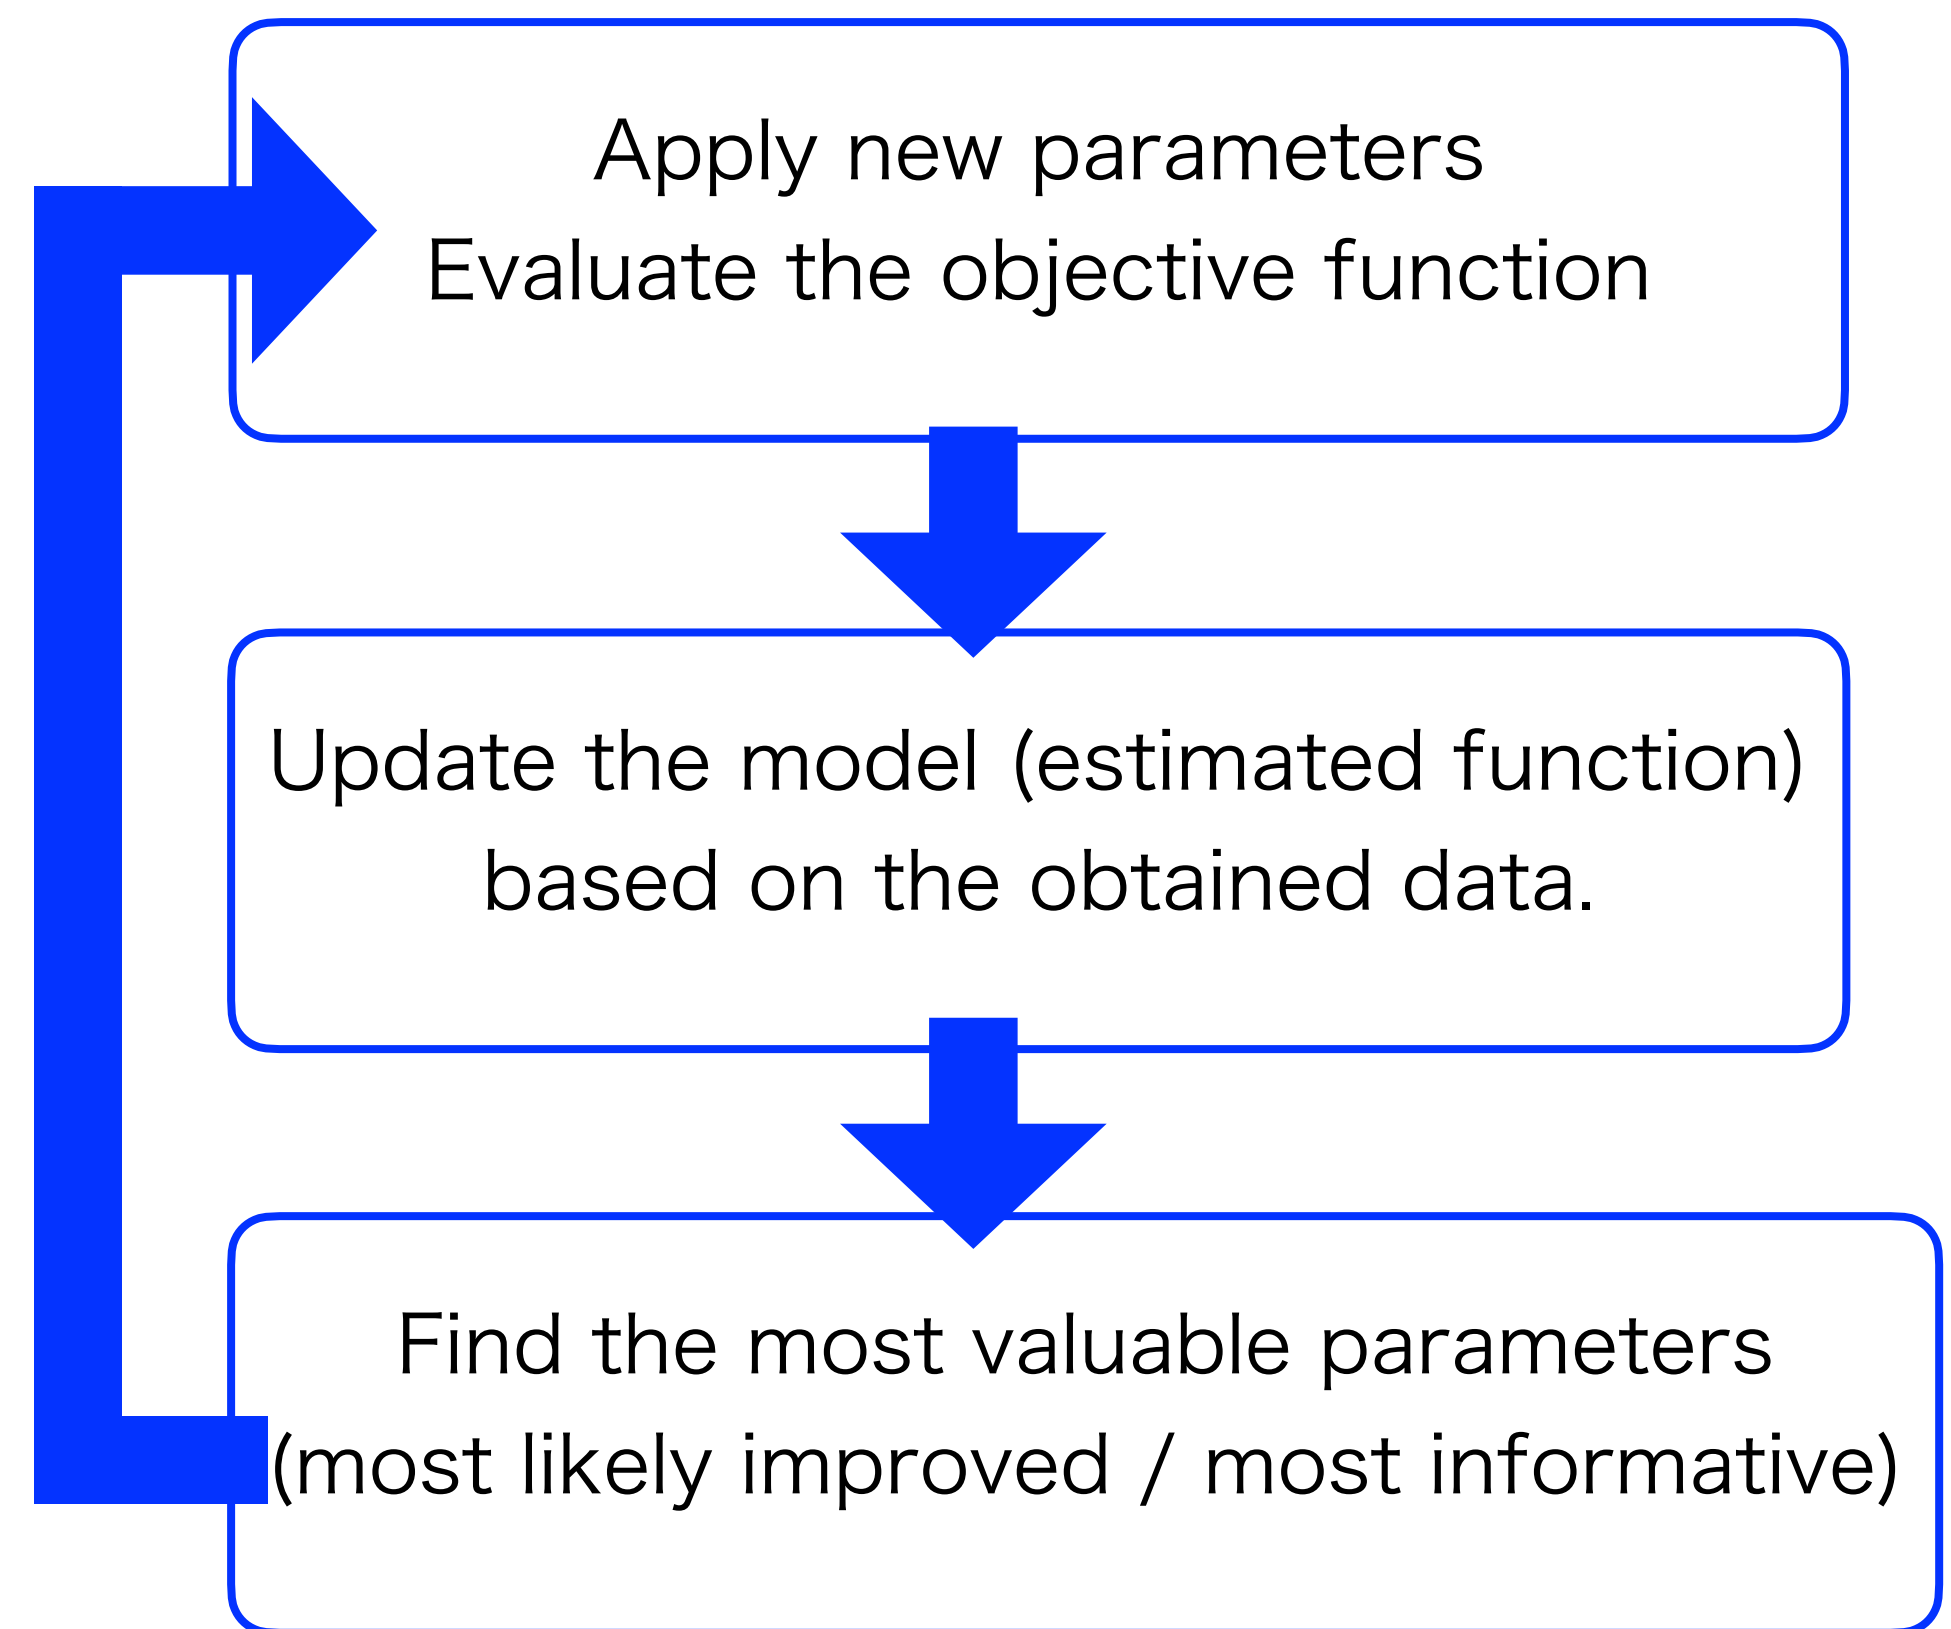 Apply new parameters
Evaluate the objective function
Update the model (estimated function)
based on the obtained data.
Find the most valuable parameters
(most likely improved / most informative)